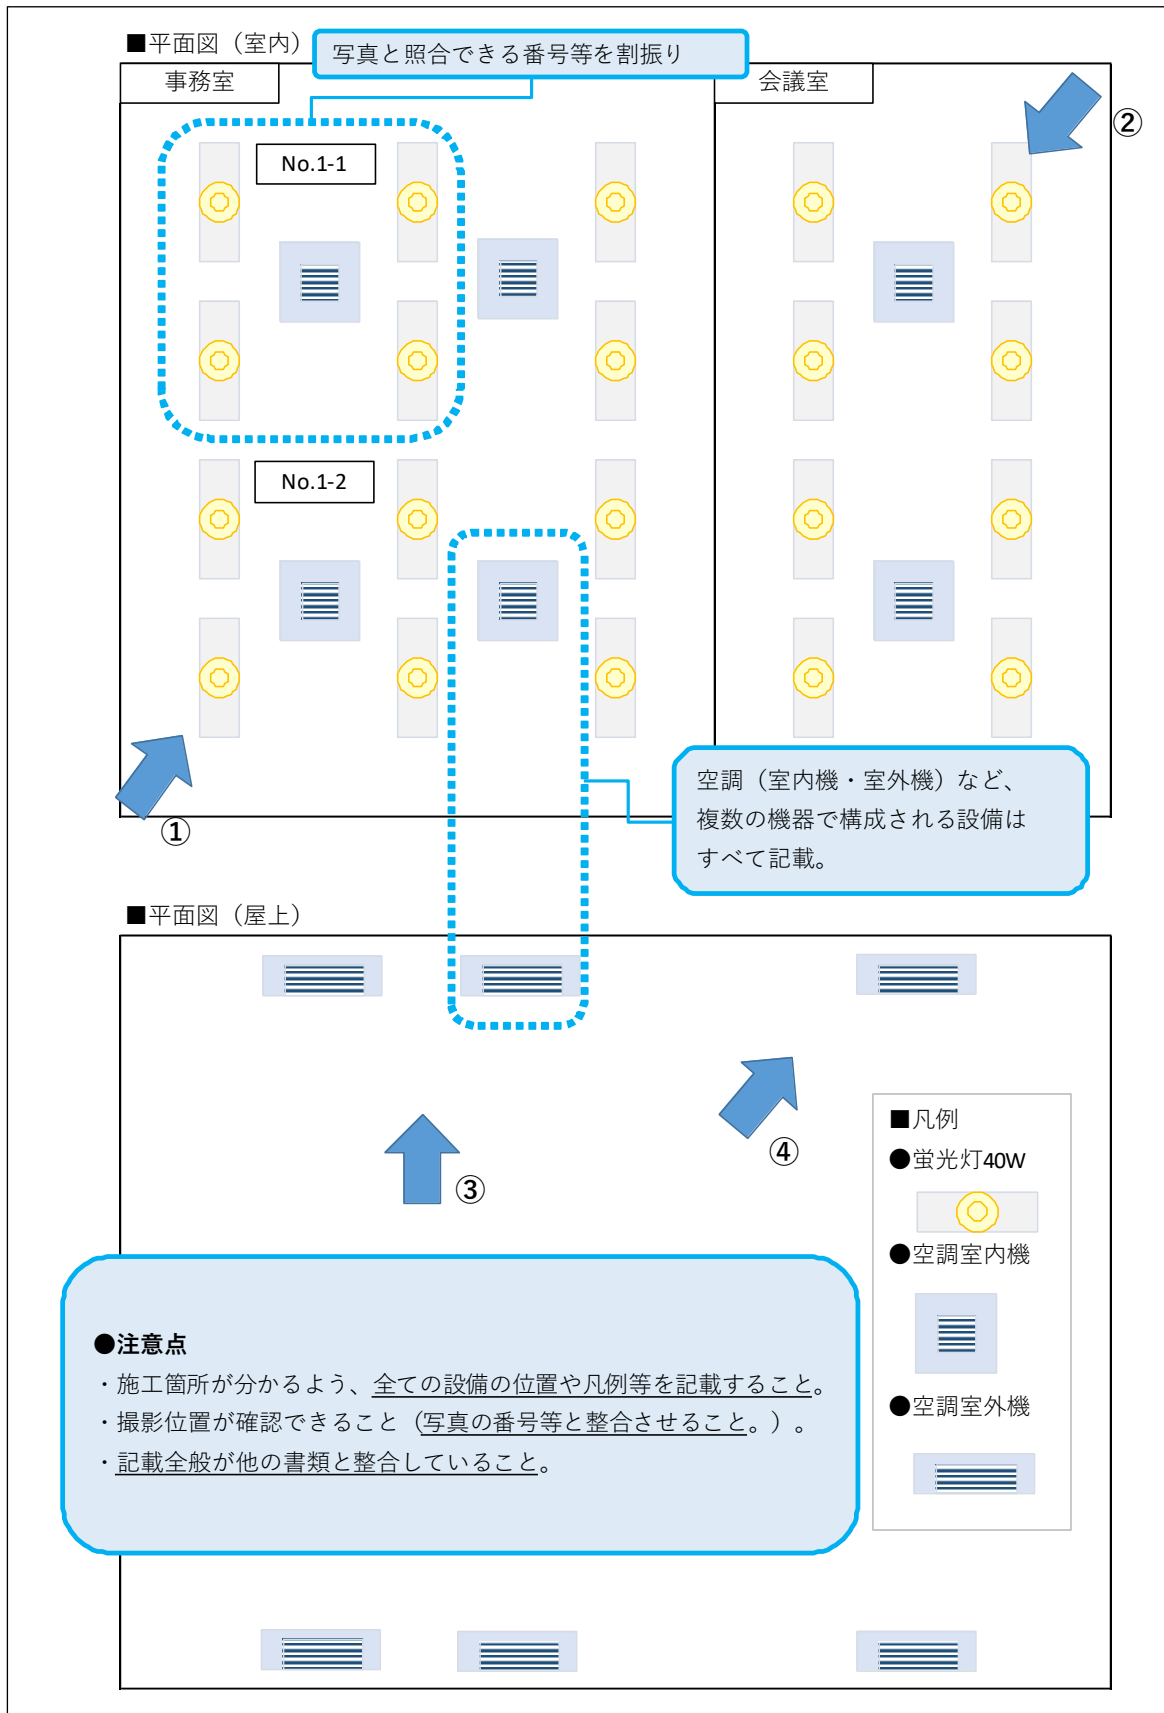 ■平面図（室内）
写真と照合できる番号等を割振り
事務室
会議室
②
No.1-1
No.1-2
①
空調（室内機・室外機）など、
複数の機器で構成される設備は
すべて記載。
■平面図（屋上）
③
④
■凡例
●蛍光灯40W
●空調室内機
●空調室外機
●注意点
・施工箇所が分かるよう、全ての設備の位置や凡例等を記載すること。
・撮影位置が確認できること（写真の番号等と整合させること。）。
・記載全般が他の書類と整合していること。